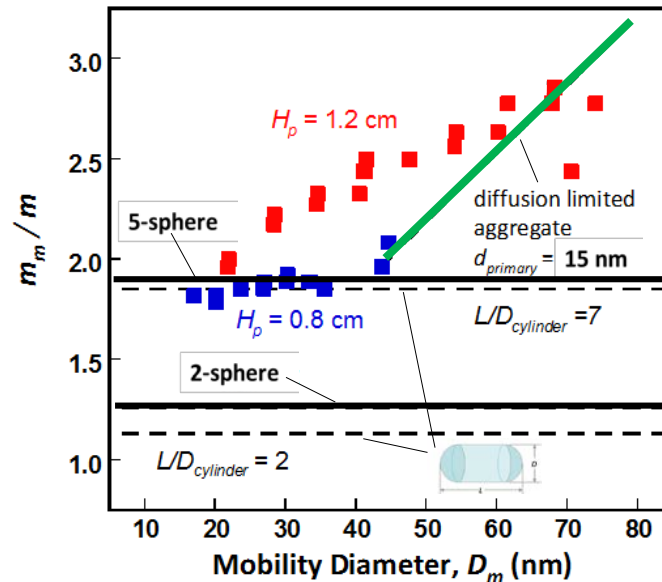 3.0
2.5
2.0
1.5
1.0
m_m / m
H_p = 1.2 cm
diffusion limited
aggregate
d_primary = 15 nm
5-sphere
H_p = 0.8 cm
L/D_cylinder =7
2-sphere
L/D_cylinder = 2
D
10 20 30 40 50 60 70 80
Mobility Diameter, D_m (nm)